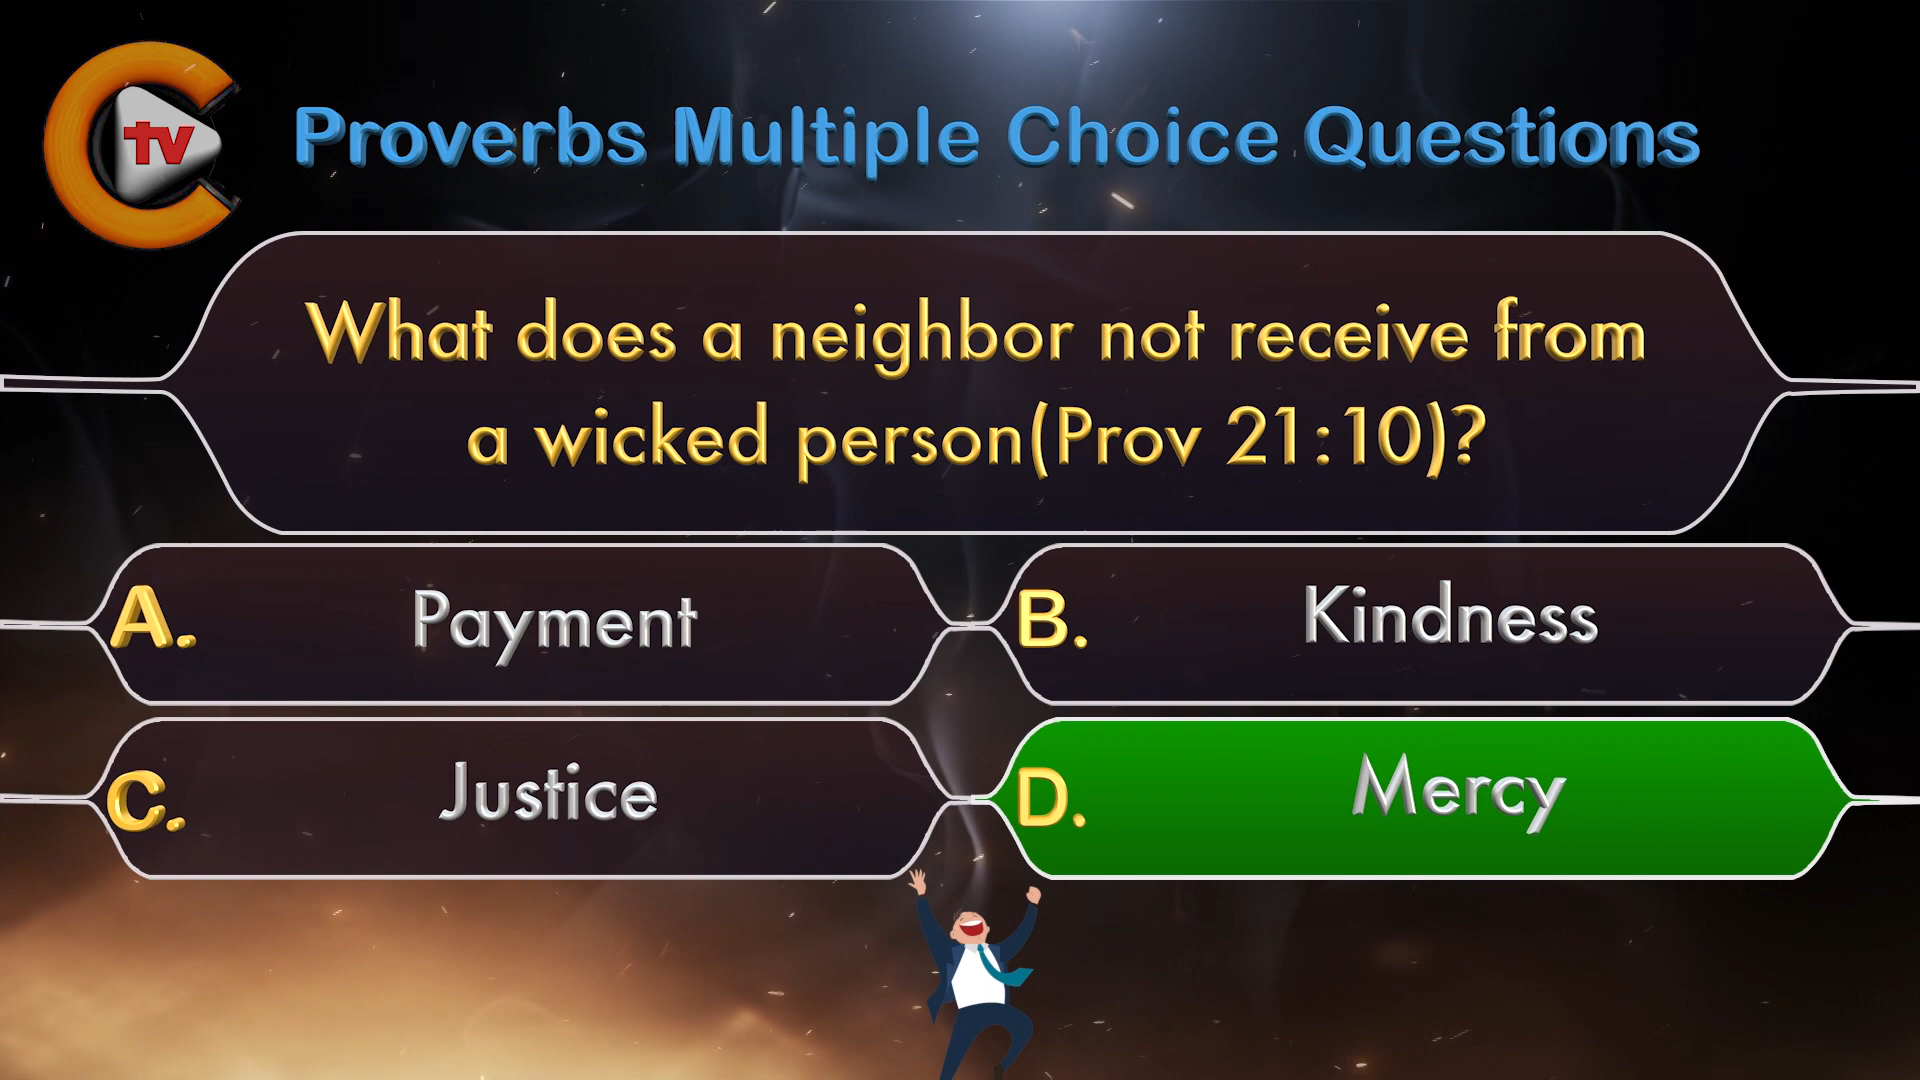 tv
Proverbs Multiple Choice Questions
What does a neighbor not receive from
a wicked person(Prov 21:10)?
A. Payment
B. Kindness
C. Justice
D. Mercy